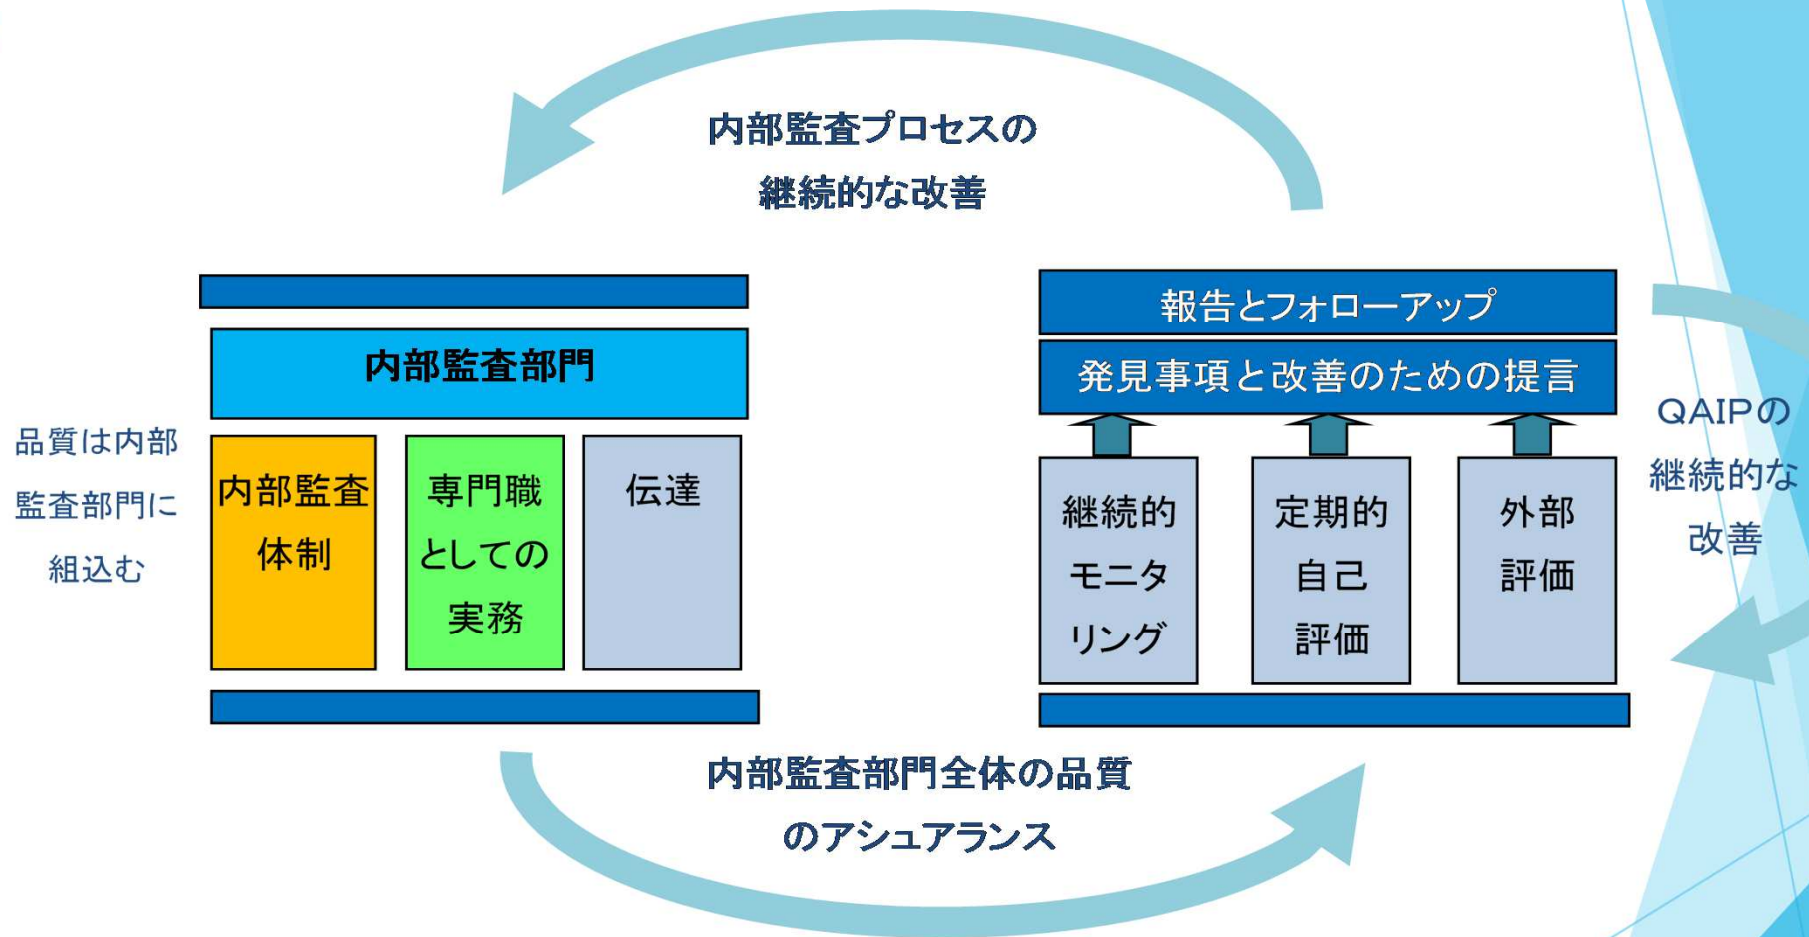 内部監査プロセスの
継続的な改善
品質は内部
監査部門に
組込む
内部監査部門
内部監査
体制
専門職
としての
実務
伝達
報告とフォローアップ
発見事項と改善のための提言
継続的
モニタ
リング
定期的
自己
評価
外部
評価
QAIPの
継続的な
改善
内部監査部門全体の品質
のアシュアランス